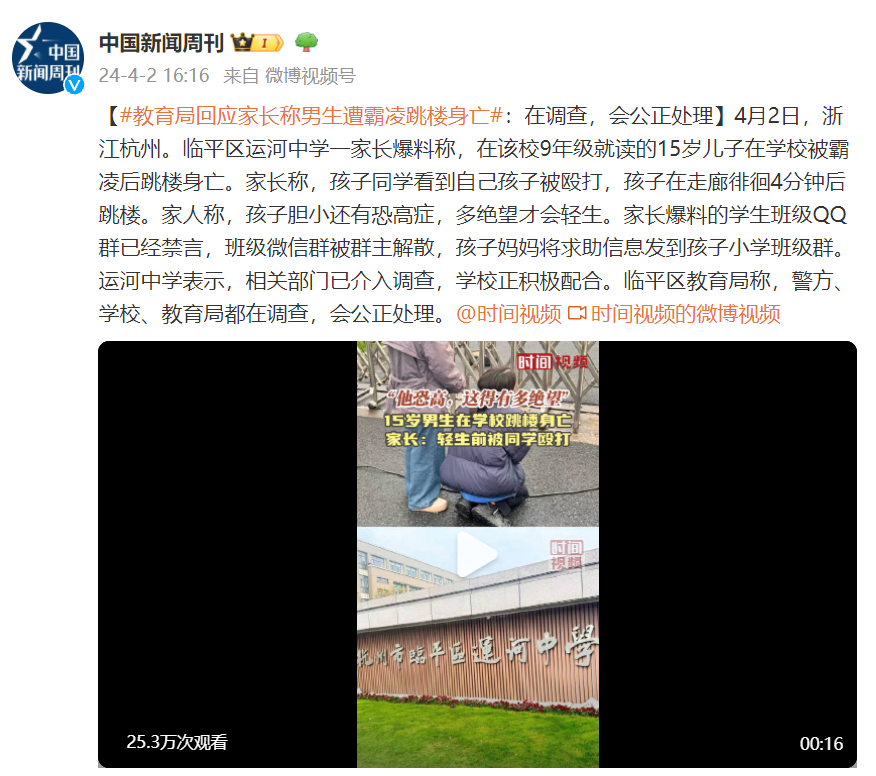 中国新闻周刊
1
中国
新闻周刊
24-4-2 16:16 来自 微博视频号
【#教育局回应家长称男生遭霸凌跳楼身亡#：在调查，会公正处理】4月2日，浙
江杭州。临平区运河中学一家长爆料称，在该校9年级就读的15岁儿子在学校被霸
凌后跳楼身亡。家长称，孩子同学看到自己孩子被殴打，孩子在走廊徘徊4分钟后
跳楼。家人称，孩子胆小还有恐高症，多绝望才会轻生。家长爆料的学生班级QQ
群已经禁言，班级微信群被群主解散，孩子妈妈将求助信息发到孩子小学班级群。
运河中学表示，相关部门已介入调查，学校正积极配合。临平区教育局称，警方、
学校、教育局都在调查，会公正处理。@时间视频 时间视频的微博视频
时间视频
“他恐高，这得有多绝望”
15岁男生在学校跳楼身亡
家长：轻生前被同学殴打
时间
视频
杭州市臨平区運河中學
25.3万次观看
00:16